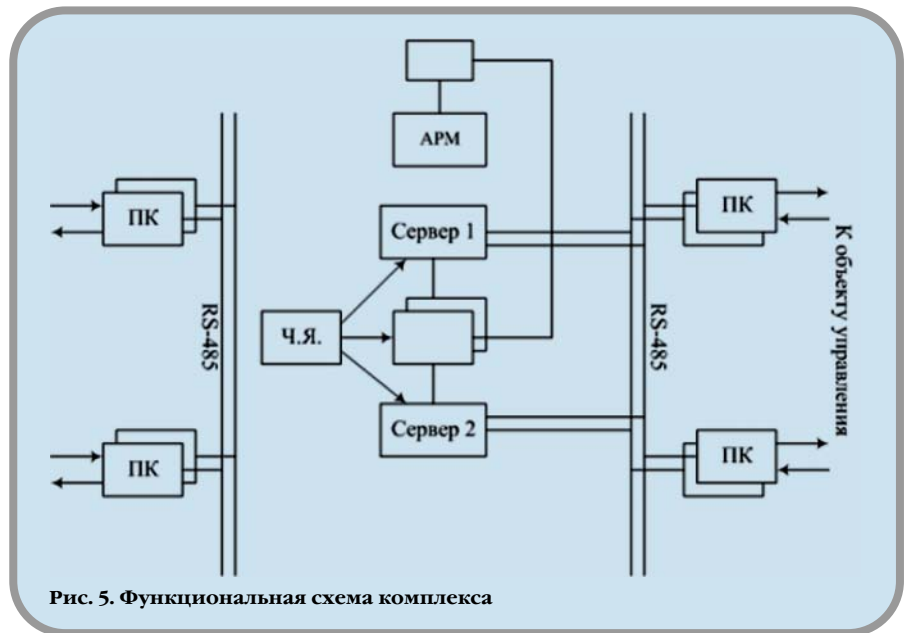 АРМ
ПК
Сервер 1
ПК
RS-485
Ч.Я.
RS-485
К объекту управления
Сервер 2
ПК
ПК
Рис. 5. Функциональная схема комплекса